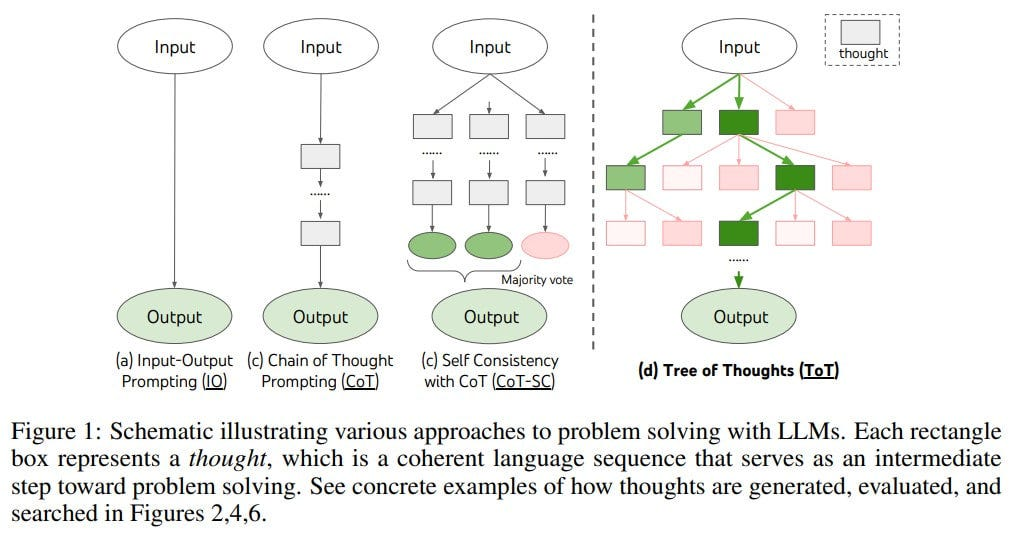 Input
Input
Input
Input
thought
......
......
......
......
......
Majority vote
Output
Output
Output
Output
(a) Input-Output
Prompting (IO)
(c) Chain of Thought
Prompting (CoT)
(c) Self Consistency
with CoT (CoT-SC)
(d) Tree of Thoughts (ToT)
Figure 1: Schematic illustrating various approaches to problem solving with LLMs. Each rectangle
box represents a thought, which is a coherent language sequence that serves as an intermediate
step toward problem solving. See concrete examples of how thoughts are generated, evaluated, and
searched in Figures 2,4,6.